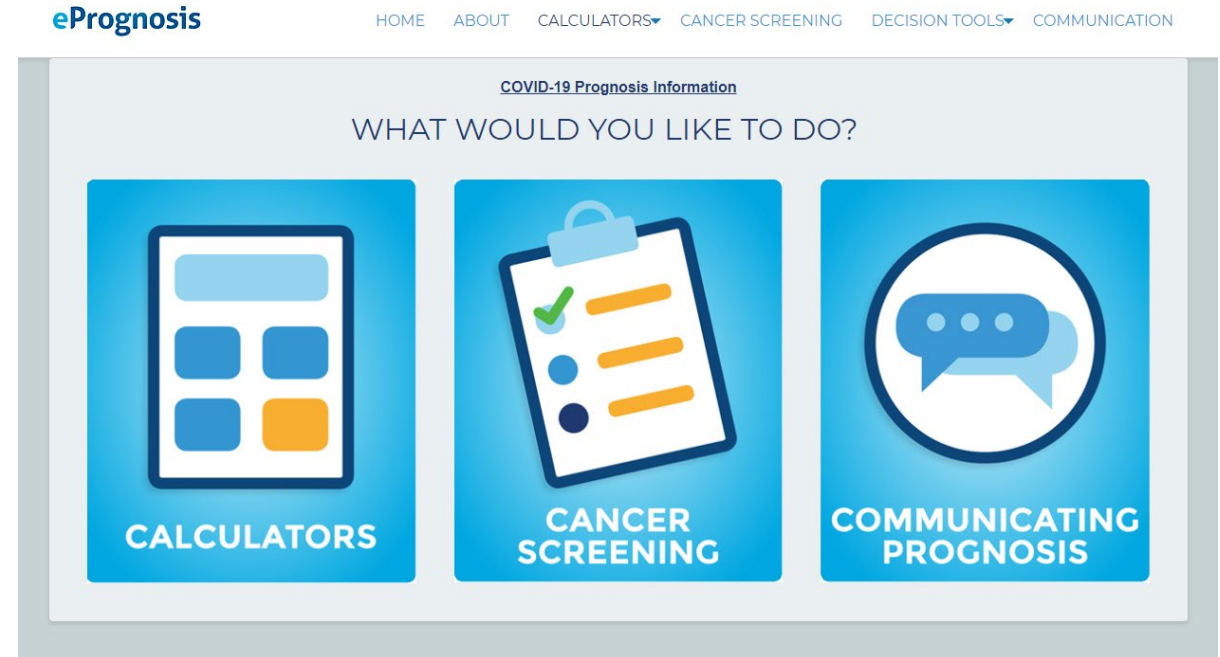 ePrognosis
HOME ABOUT CALCULATORS CANCER SCREENING DECISION TOOLS COMMUNICATION
COVID-19 Prognosis Information
WHAT WOULD YOU LIKE TO DO?
CALCULATORS
CANCER
SCREENING
COMMUNICATING
PROGNOSIS